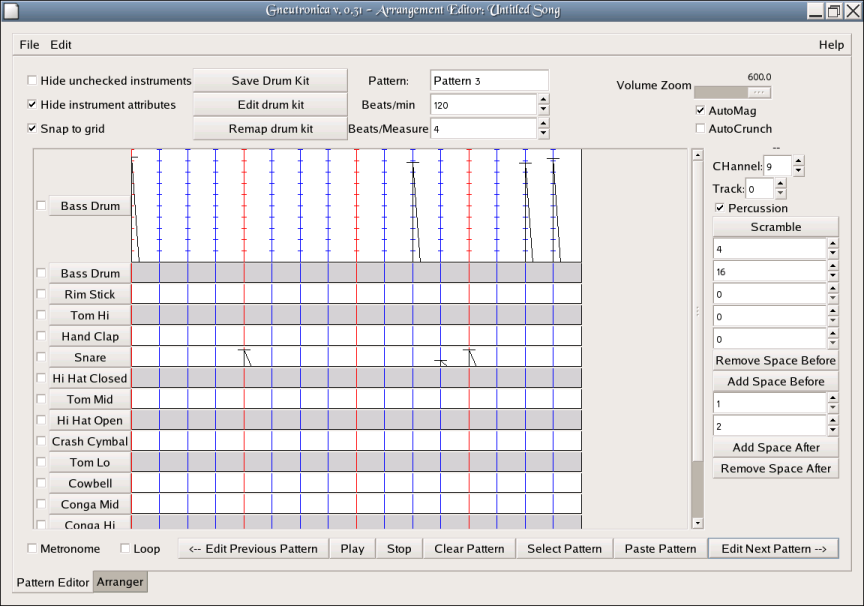 Gneutronica v. 0.31 - Arrangement Editor: Untitled Song
File Edit Help
Hide unchecked instruments Save Drum Kit Pattern: Pattern 3
Hide instrument attributes Edit drum kit Beats/min 120
Snap to grid Remap drum kit Beats/Measure 4
Volume Zoom 600.0
AutoMag
AutoCrunch
--
CHannel: 9
Track: 0
Percussion
Scramble
4
16
0
0
0
Remove Space Before
Add Space Before
1
2
Add Space After
Remove Space After
Bass Drum
Bass Drum
Rim Stick
Tom Hi
Hand Clap
Snare
Hi Hat Closed
Tom Mid
Hi Hat Open
Crash Cymbal
Tom Lo
Cowbell
Conga Mid
Conga Hi
Metronome Loop <-- Edit Previous Pattern Play Stop Clear Pattern Select Pattern Paste Pattern Edit Next Pattern -->
Pattern Editor Arranger